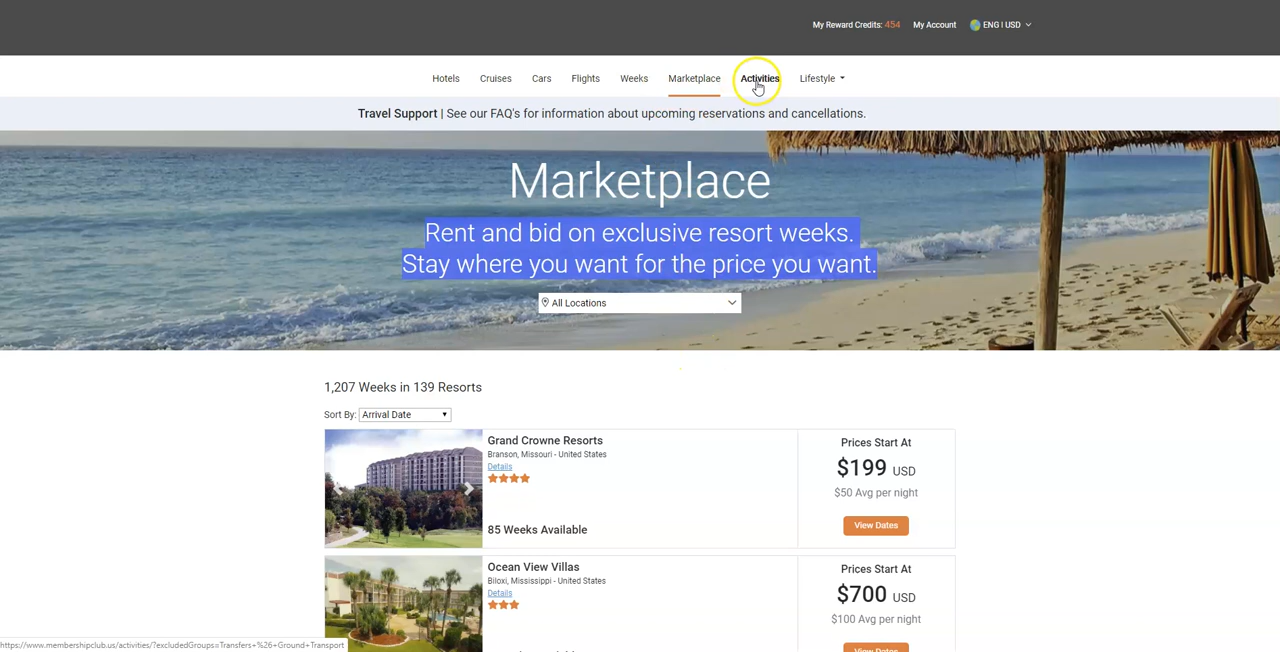 My Reward Credits: 454 My Account ENG | USD
Hotels Cruises Cars Flights Weeks Marketplace Activities Lifestyle
Travel Support | See our FAQ's for information about upcoming reservations and cancellations.
Marketplace
Rent and bid on exclusive resort weeks.
Stay where you want for the price you want.
All Locations
1,207 Weeks in 139 Resorts
Sort By: Arrival Date
Grand Crowne Resorts
Branson, Missouri - United States
Details
85 Weeks Available
Prices Start At
$199 USD
$50 Avg per night
View Dates
Ocean View Villas
Biloxi, Mississippi - United States
Details
Prices Start At
$700 USD
$100 Avg per night
View Dates
https://www.membershipclub.us/activities/?excludedGroups=Transfers+%26+Ground+Transport